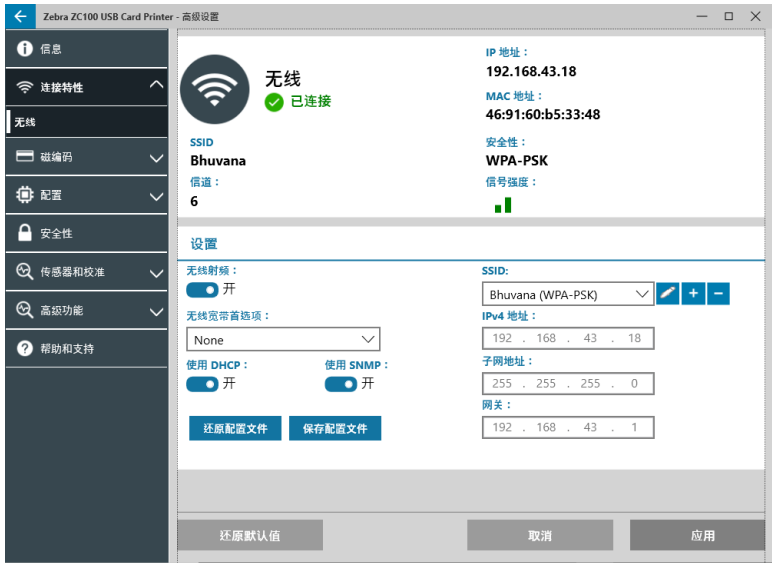 Zebra ZC100 USB Card Printer - 高级设置
信息
连接特性
无线
磁编码
配置
安全性
传感器和校准
高级功能
帮助和支持
无线
已连接
SSID
Bhuvana
信道：
6
IP 地址：
192.168.43.18
MAC 地址：
46:91:60:b5:33:48
安全性：
WPA-PSK
信号强度：
设置
无线射频：
开
无线宽带首选项：
None
使用 DHCP：
使用 SNMP：
开
开
还原配置文件
保存配置文件
SSID:
Bhuvana (WPA-PSK)
IPv4 地址：
192 . 168 . 43 . 18
子网地址：
255 . 255 . 255 . 0
网关：
192 . 168 . 43 . 1
还原默认值
取消
应用